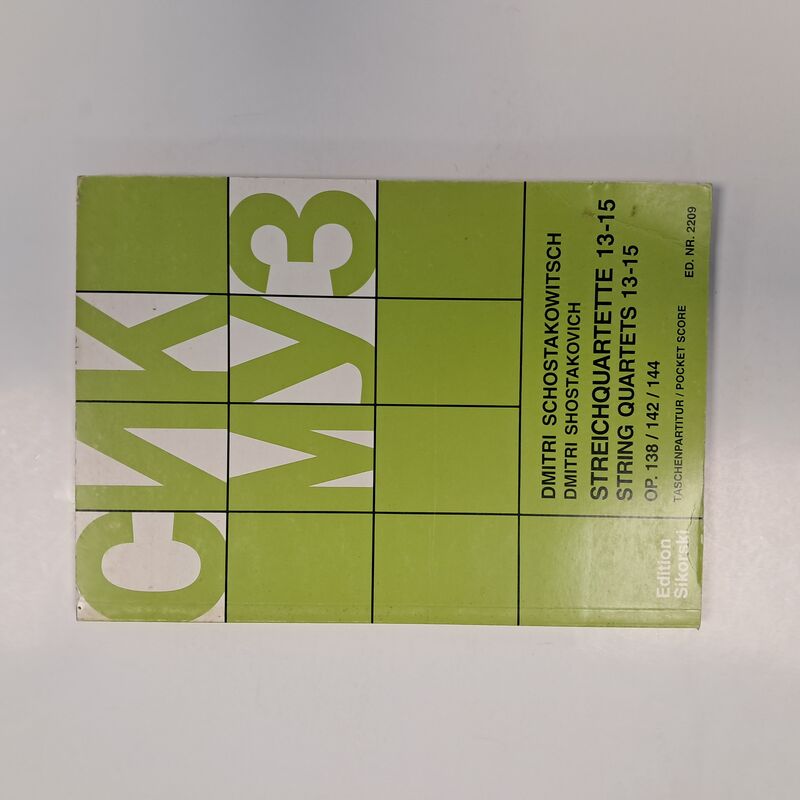 СИК
МУЗ
DMITRI SCHOSTAKOWITSCH
DMITRI SHOSTAKOVICH
STREICHQUARTETTE 13-15
STRING QUARTETS 13-15
OP. 138 / 142 / 144
TASCHENPARTITUR / POCKET SCORE
ED. NR. 2209
Edition
Sikorski